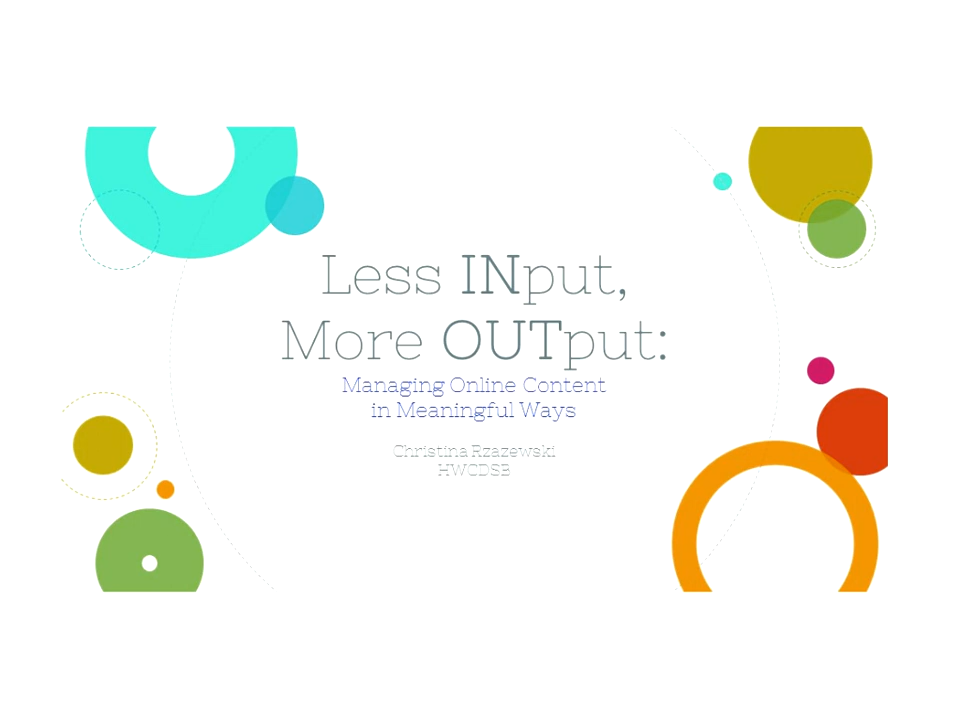 Less INput,
More OUTput:
Managing Online Content
in Meaningful Ways
Christina Rzazewski
HWCDSB